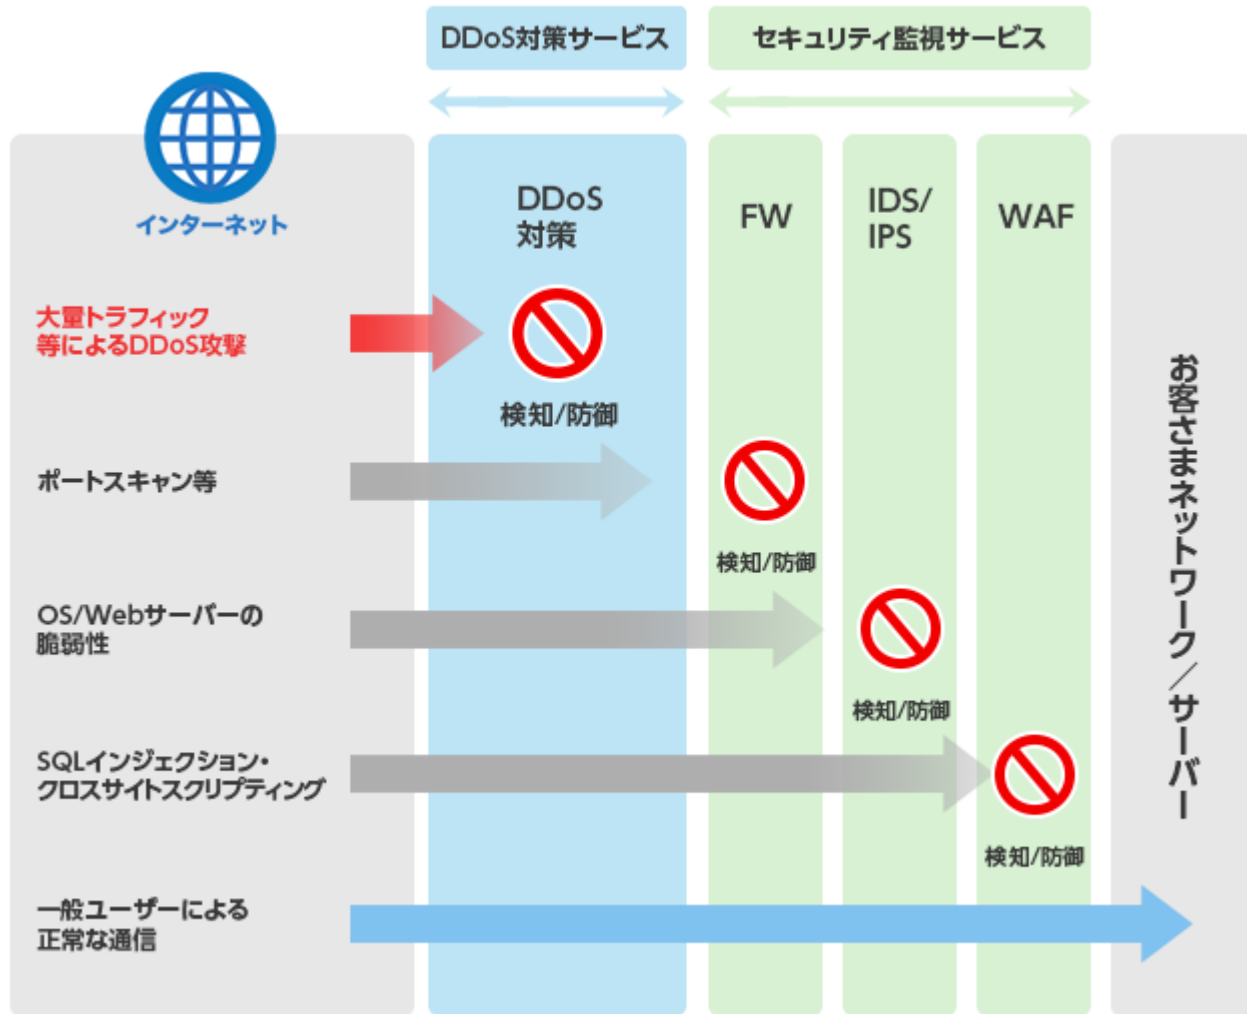 DDoS対策サービス
セキュリティ監視サービス
インターネット
DDoS
対策
FW
IDS/
IPS
WAF
大量トラフィック
等によるDDoS攻撃
検知/防御
ポートスキャン等
検知/防御
OS/Webサーバーの
脆弱性
検知/防御
SQLインジェクション・
クロスサイトスクリプティング
検知/防御
一般ユーザーによる
正常な通信
お客さまネットワーク／サーバー